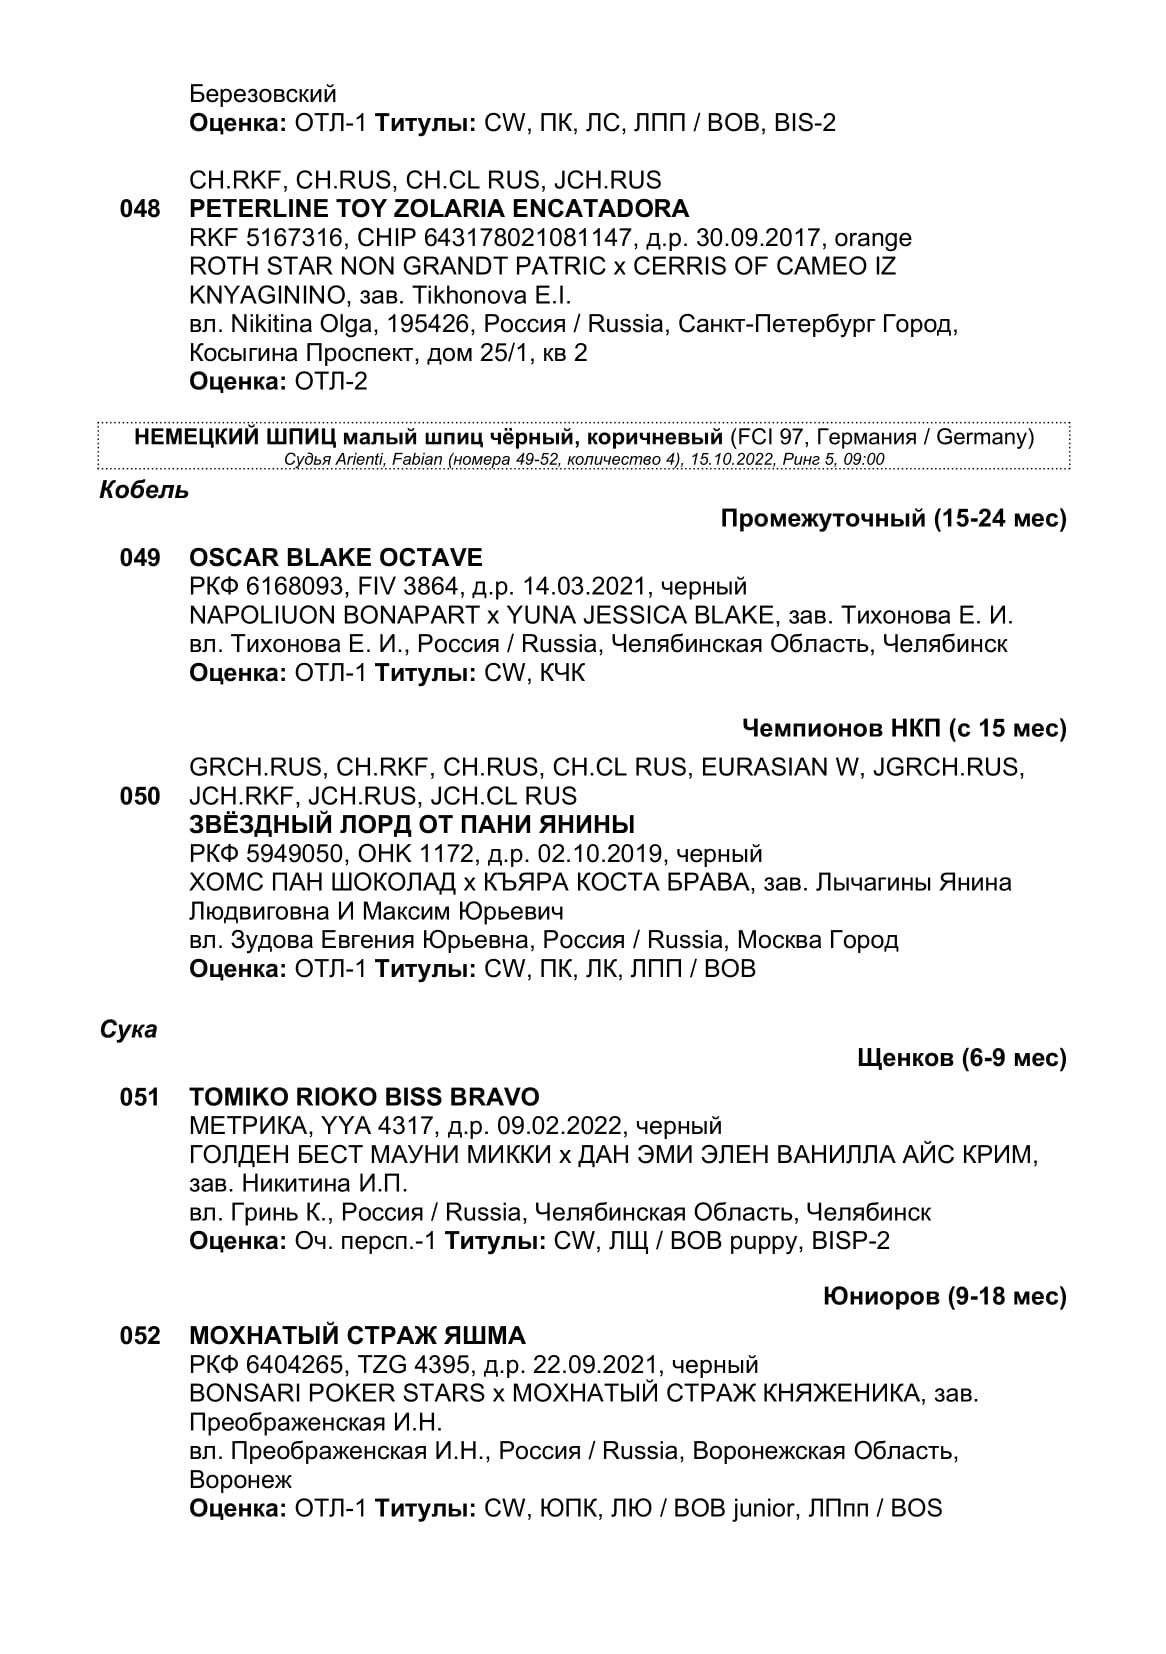 Березовский
Оценка: ОТЛ-1 Титулы: CW, ПК, ЛС, ЛПП / BOB, BIS-2
CH.RKF, CH.RUS, CH.CL RUS, JCH.RUS
048 PETERLINE TOY ZOLARIA ENCATADORA
RKF 5167316, CHIP 643178021081147, д.р. 30.09.2017, orange
ROTH STAR NON GRANDT PATRIC x CERRIS OF CAMEO IZ
KNYAGININO, зав. Tikhonova E.I.
вл. Nikitina Olga, 195426, Россия / Russia, Санкт-Петербург Город,
Косыгина Проспект, дом 25/1, кв 2
Оценка: ОТЛ-2
НЕМЕЦКИЙ ШПИЦ малый шпиц чёрный, коричневый (FCI 97, Германия / Germany)
Судья Arienti, Fabian (номера 49-52, количество 4), 15.10.2022, Ринг 5, 09:00
Кобель
Промежуточный (15-24 мес)
049 OSCAR BLAKE OCTAVE
РКФ 6168093, FIV 3864, д.р. 14.03.2021, черный
NAPOLIUON BONAPART x YUNA JESSICA BLAKE, зав. Тихонова Е. И.
вл. Тихонова Е. И., Россия / Russia, Челябинская Область, Челябинск
Оценка: ОТЛ-1 Титулы: CW, КЧК
Чемпионов НКП (с 15 мес)
GRCH.RUS, CH.RKF, CH.RUS, CH.CL RUS, EURASIAN W, JGRCH.RUS,
050 JCH.RKF, JCH.RUS, JCH.CL RUS
ЗВЁЗДНЫЙ ЛОРД ОТ ПАНИ ЯНИНЫ
РКФ 5949050, ОНК 1172, д.р. 02.10.2019, черный
ХОМС ПАН ШОКОЛАД x КЪЯРА КОСТА БРАВА, зав. Лычагины Янина
Людвиговна И Максим Юрьевич
вл. Зудова Евгения Юрьевна, Россия / Russia, Москва Город
Оценка: ОТЛ-1 Титулы: CW, ПК, ЛК, ЛПП / BOB
Сука
Щенков (6-9 мес)
051 TOMIKO RIOKO BISS BRAVO
МЕТРИКА, YYA 4317, д.р. 09.02.2022, черный
ГОЛДЕН БЕСТ МАУНИ МИККИ x ДАН ЭМИ ЭЛЕН ВАНИЛЛА АЙС КРИМ,
зав. Никитина И.П.
вл. Гринь К., Россия / Russia, Челябинская Область, Челябинск
Оценка: Оч. персп.-1 Титулы: CW, ЛЩ / BOB puppy, BISP-2
Юниоров (9-18 мес)
052 МОХНАТЫЙ СТРАЖ ЯШМА
РКФ 6404265, TZG 4395, д.р. 22.09.2021, черный
BONSARI POKER STARS x МОХНАТЫЙ СТРАЖ КНЯЖЕНИКА, зав.
Преображенская И.Н.
вл. Преображенская И.Н., Россия / Russia, Воронежская Область,
Воронеж
Оценка: ОТЛ-1 Титулы: CW, ЮПК, ЛЮ / BOB junior, ЛПпп / BOS